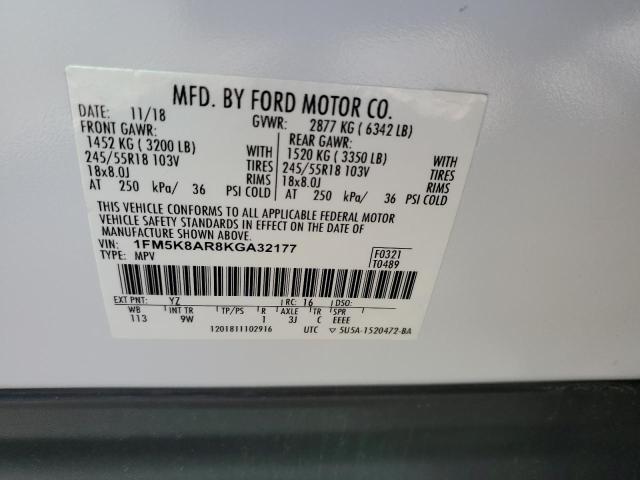 MFD. BY FORD MOTOR CO.
DATE: 11/18 GVWR: 2877 KG ( 6342 LB)
FRONT GAWR: REAR GAWR:
1452 KG ( 3200 LB) WITH 1520 KG ( 3350 LB) WITH
245/55R18 103V TIRES 245/55R18 103V TIRES
18x8.0J RIMS 18x8.0J RIMS
AT 250 kPa/ 36 PSI COLD AT 250 kPa/ 36 PSI COLD
THIS VEHICLE CONFORMS TO ALL APPLICABLE FEDERAL MOTOR
VEHICLE SAFETY STANDARDS IN EFFECT ON THE DATE OF
MANUFACTURE SHOWN ABOVE.
VIN: 1FM5K8AR8KGA32177 F0321
TYPE: MPV T0489
EXT PNT: YZ RC: 16 DSO:
WB INT TR TP/PS R AXLE TR SPR
113 9W 1 3J C EEEE
1201811102916 UTC 5U5A-1520472-BA